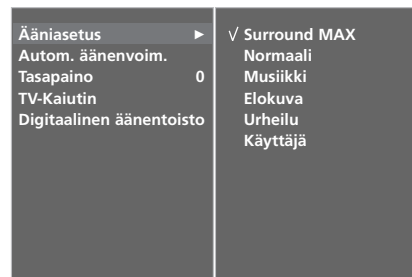 Ääniasetus ►
Autom. äänenvoim.
Tasapaino 0
TV-Kaiutin
Digitaalinen äänentoisto
√ Surround MAX
Normaali
Musiikki
Elokuva
Urheilu
Käyttäjä